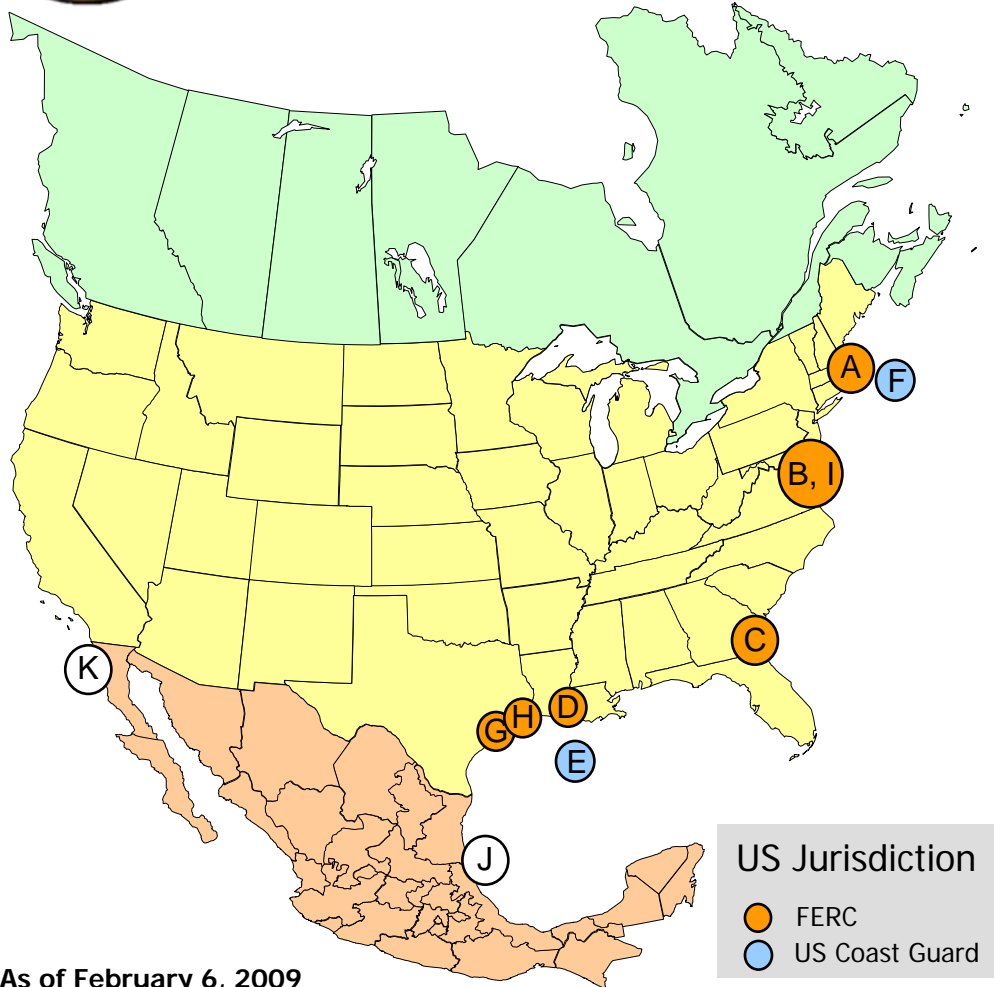 A
F
B, I
C
K
D
H
G
E
J
US Jurisdiction
FERC
US Coast Guard
As of February 6, 2009